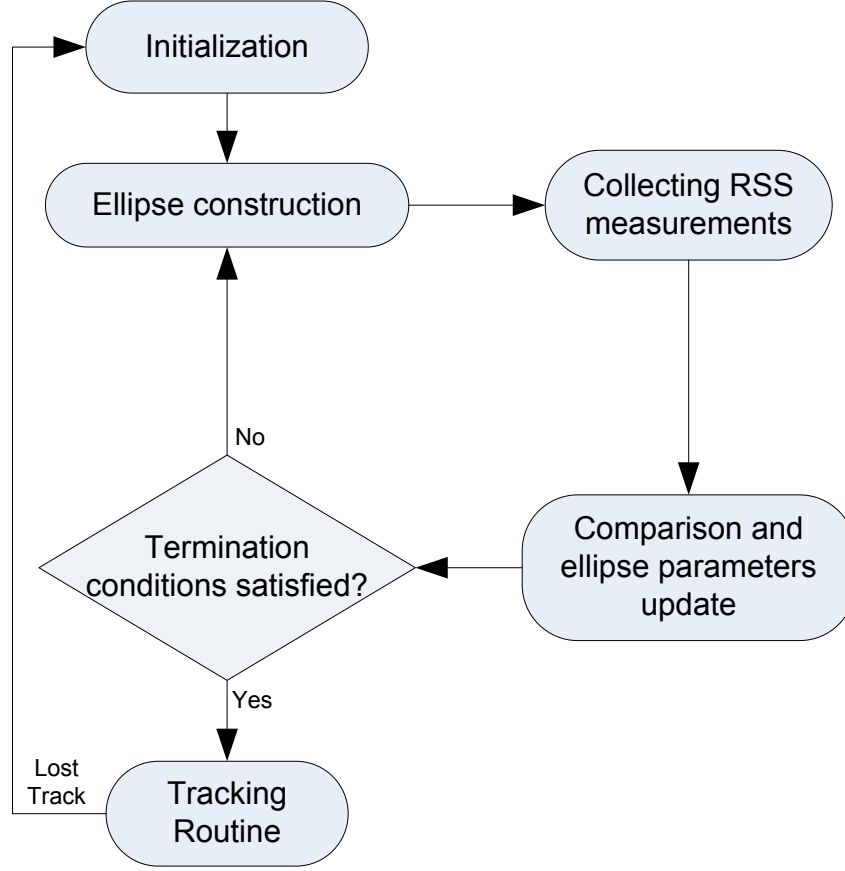 Initialization
Ellipse construction
Collecting RSS
measurements
No
Termination
conditions satisfied?
Comparison and
ellipse parameters
update
Yes
Lost
Track
Tracking
Routine